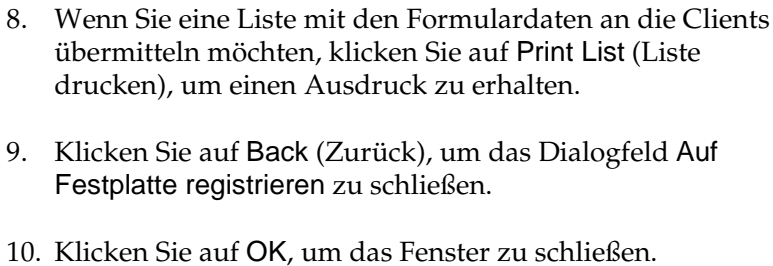 8. Wenn Sie eine Liste mit den Formulardaten an die Clients
übermitteln möchten, klicken Sie auf Print List (Liste
drucken), um einen Ausdruck zu erhalten.
9. Klicken Sie auf Back (Zurück), um das Dialogfeld Auf
Festplatte registrieren zu schließen.
10. Klicken Sie auf OK, um das Fenster zu schließen.